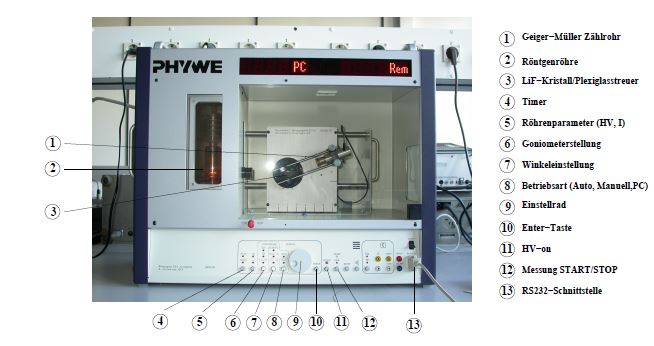 PHYWE
PC Rem
1 Geiger−Müller Zählrohr
2 Röntgenröhre
3 LiF−Kristall/Plexiglasstreuer
4 Timer
5 Röhrenparameter (HV, I)
6 Goniometerstellung
7 Winkeleinstellung
8 Betriebsart (Auto, Manuell,PC)
9 Einstellrad
10 Enter−Taste
11 HV−on
12 Messung START/STOP
13 RS232−Schnittstelle
1
2
3
4 5 6 7 8 9 10 11 12 13